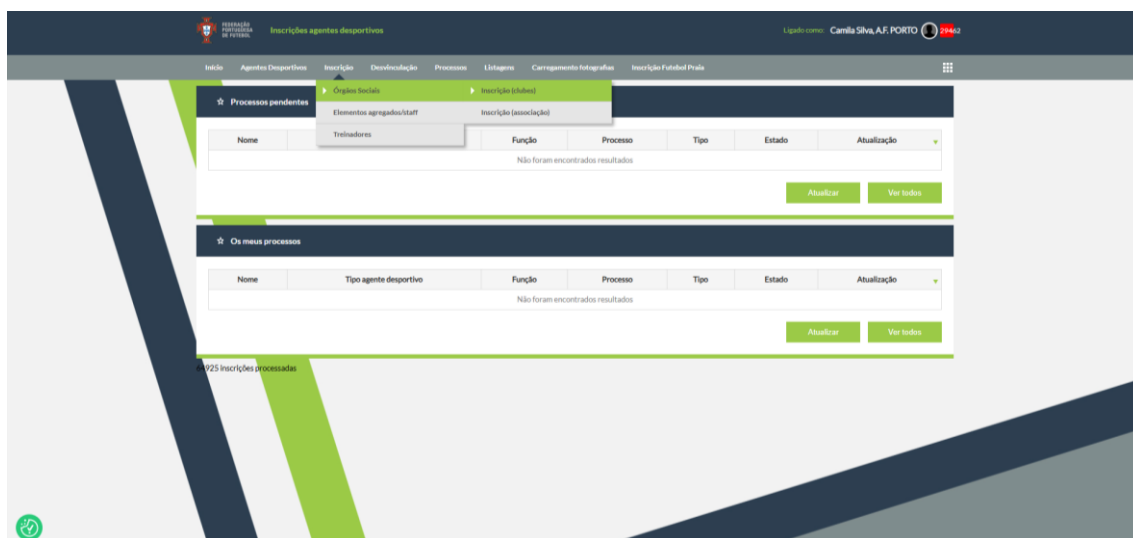 FEDERAÇÃO
PORTUGUESA
DE FUTEBOL
Inscrições agentes desportivos
Ligado como: Camila Silva, A.F. PORTO 29462
Início Agentes Desportivos Inscrição Desvinculação Processos Listagens Carregamento fotografias Inscrição Futebol Praia
Órgãos Sociais Inscrição (clubes)
Elementos agregados/staff Inscrição (associação)
Treinadores
Processos pendentes
Nome Função Processo Tipo Estado Atualização
Não foram encontrados resultados
Atualizar Ver todos
Os meus processos
Nome Tipo agente desportivo Função Processo Tipo Estado Atualização
Não foram encontrados resultados
Atualizar Ver todos
inscrições processadas